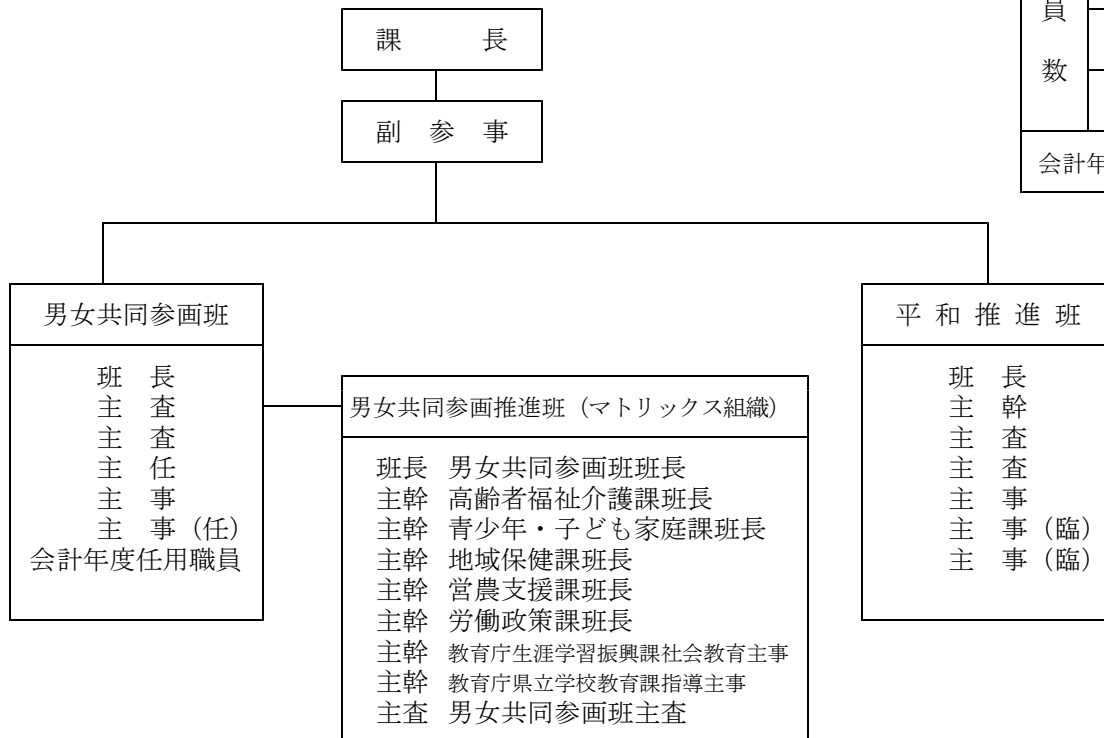 課長
員
数
副参事
会計年
男女共同参画班
班長
主査
主査
主任
主事
主事（任）
会計年度任用職員
男女共同参画推進班（マトリックス組織）
班長 男女共同参画班班長
主幹 高齢者福祉介護課班長
主幹 青少年・子ども家庭課班長
主幹 地域保健課班長
主幹 営農支援課班長
主幹 労働政策課班長
主幹 教育庁生涯学習振興課社会教育主事
主幹 教育庁県立学校教育課指導主事
主査 男女共同参画班主査
平和推進班
班長
主幹
主査
主査
主事
主事（臨）
主事（臨）